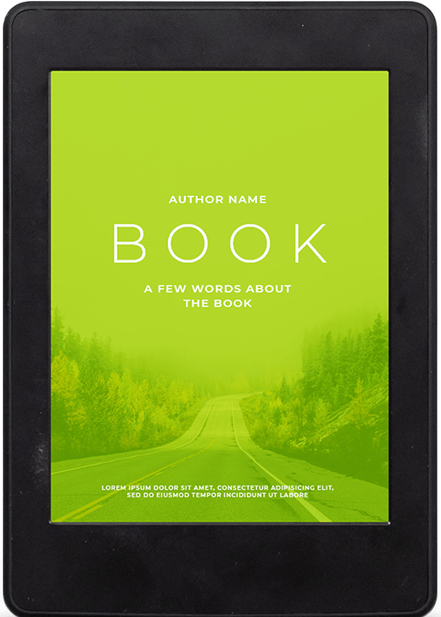 AUTHOR NAME
BOOK
A FEW WORDS ABOUT
THE BOOK
LOREM IPSUM DOLOR SIT AMET, CONSECTETUR ADIPISICING ELIT,
SED DO EIUSMOD TEMPOR INCIDIDUNT UT LABORE